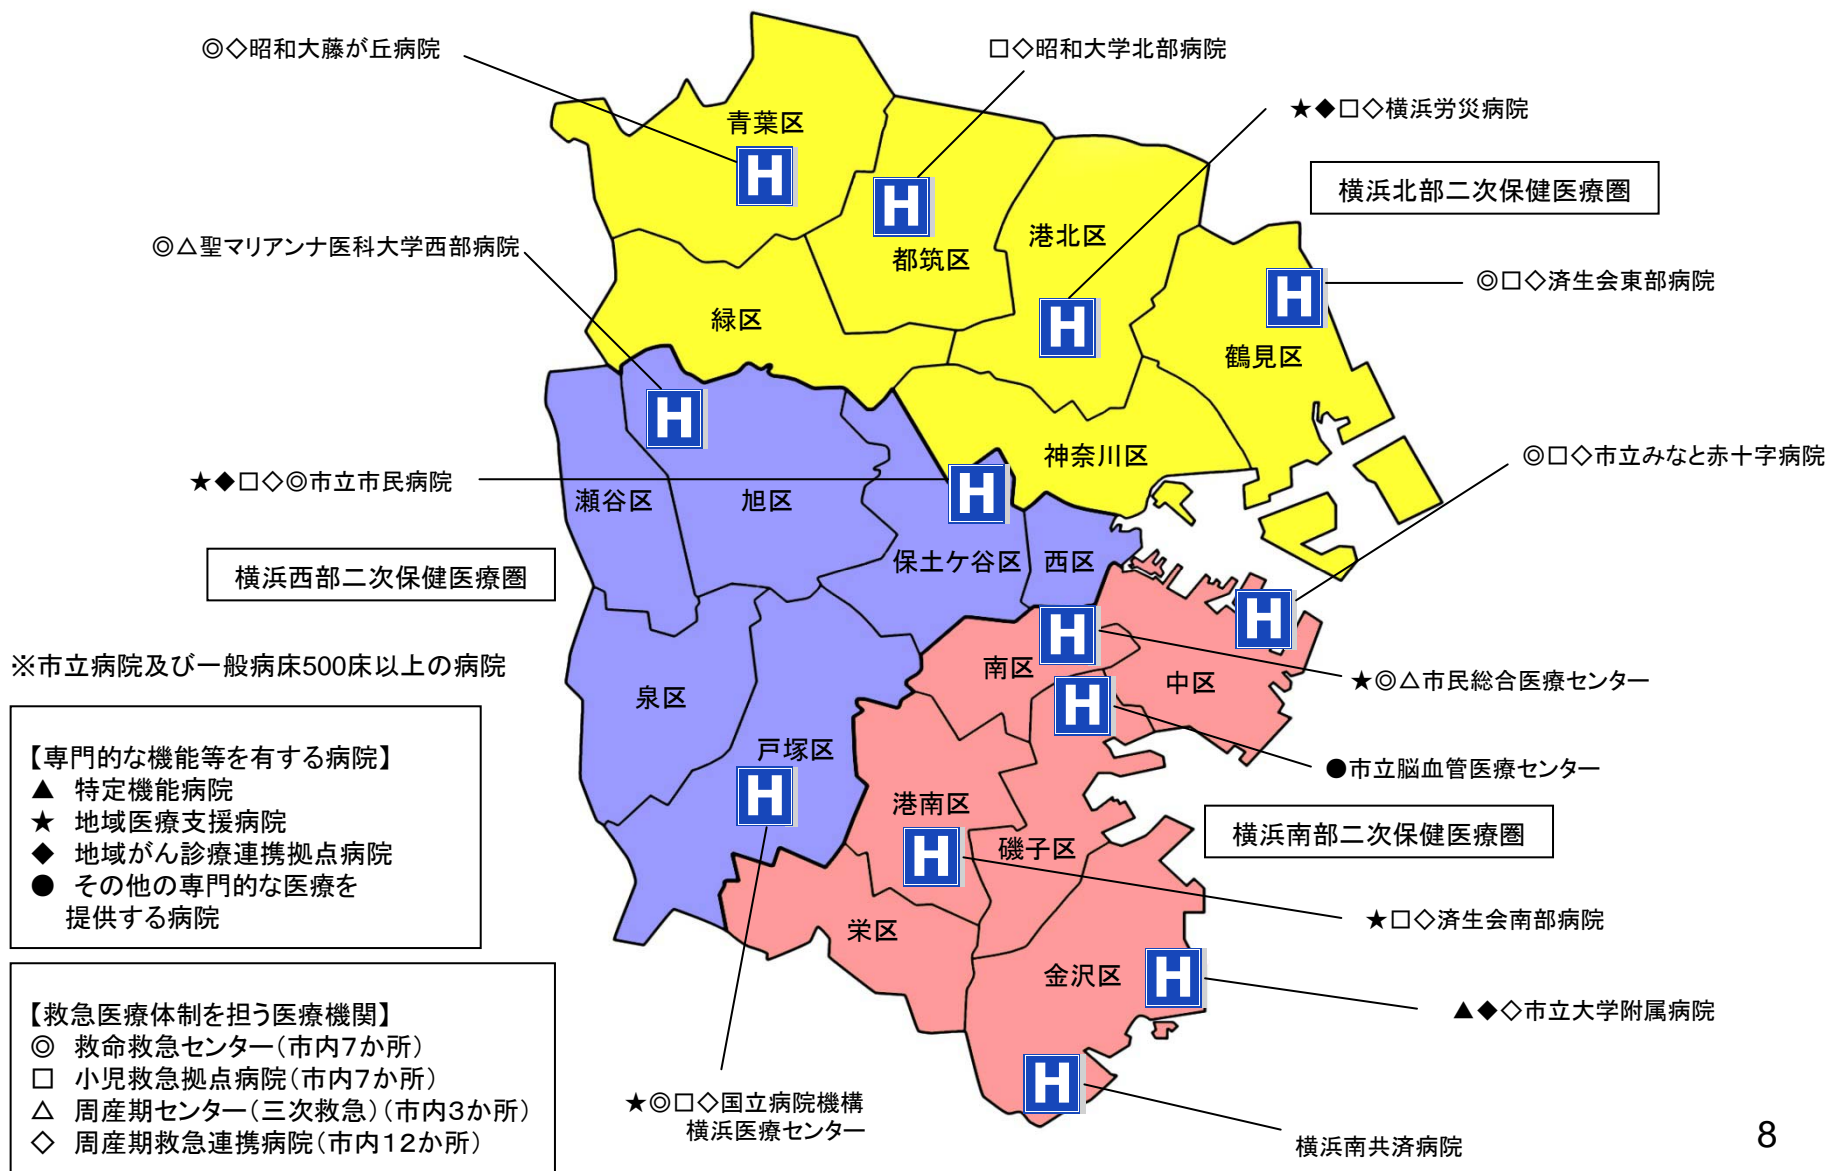 ◎◇昭和大藤が丘病院
□◇昭和大学北部病院
★◆□◇横浜労災病院
横浜北部二次保健医療圏
◎△聖マリアンナ医科大学西部病院
◎□◇済生会東部病院
青葉区
H
H
都筑区
港北区
H
H
緑区
鶴見区
H
神奈川区
◎□◇市立みなと赤十字病院
★◆□◇◎市立市民病院
H
瀬谷区
旭区
保土ケ谷区
西区
横浜西部二次保健医療圏
H
H
南区
中区
★◎△市民総合医療センター
※市立病院及び一般病床500床以上の病院
泉区
H
戸塚区
●市立脳血管医療センター
H
港南区
横浜南部二次保健医療圏
磯子区
H
★□◇済生会南部病院
栄区
金沢区
H
▲◆◇市立大学附属病院
H
★◎□◇国立病院機構
横浜医療センター
横浜南共済病院
【専門的な機能等を有する病院】
▲ 特定機能病院
★ 地域医療支援病院
◆ 地域がん診療連携拠点病院
● その他の専門的な医療を
提供する病院
【救急医療体制を担う医療機関】
◎ 救命救急センター(市内7か所)
□ 小児救急拠点病院(市内7か所)
△ 周産期センター(三次救急)(市内3か所)
◇ 周産期救急連携病院(市内12か所)
8